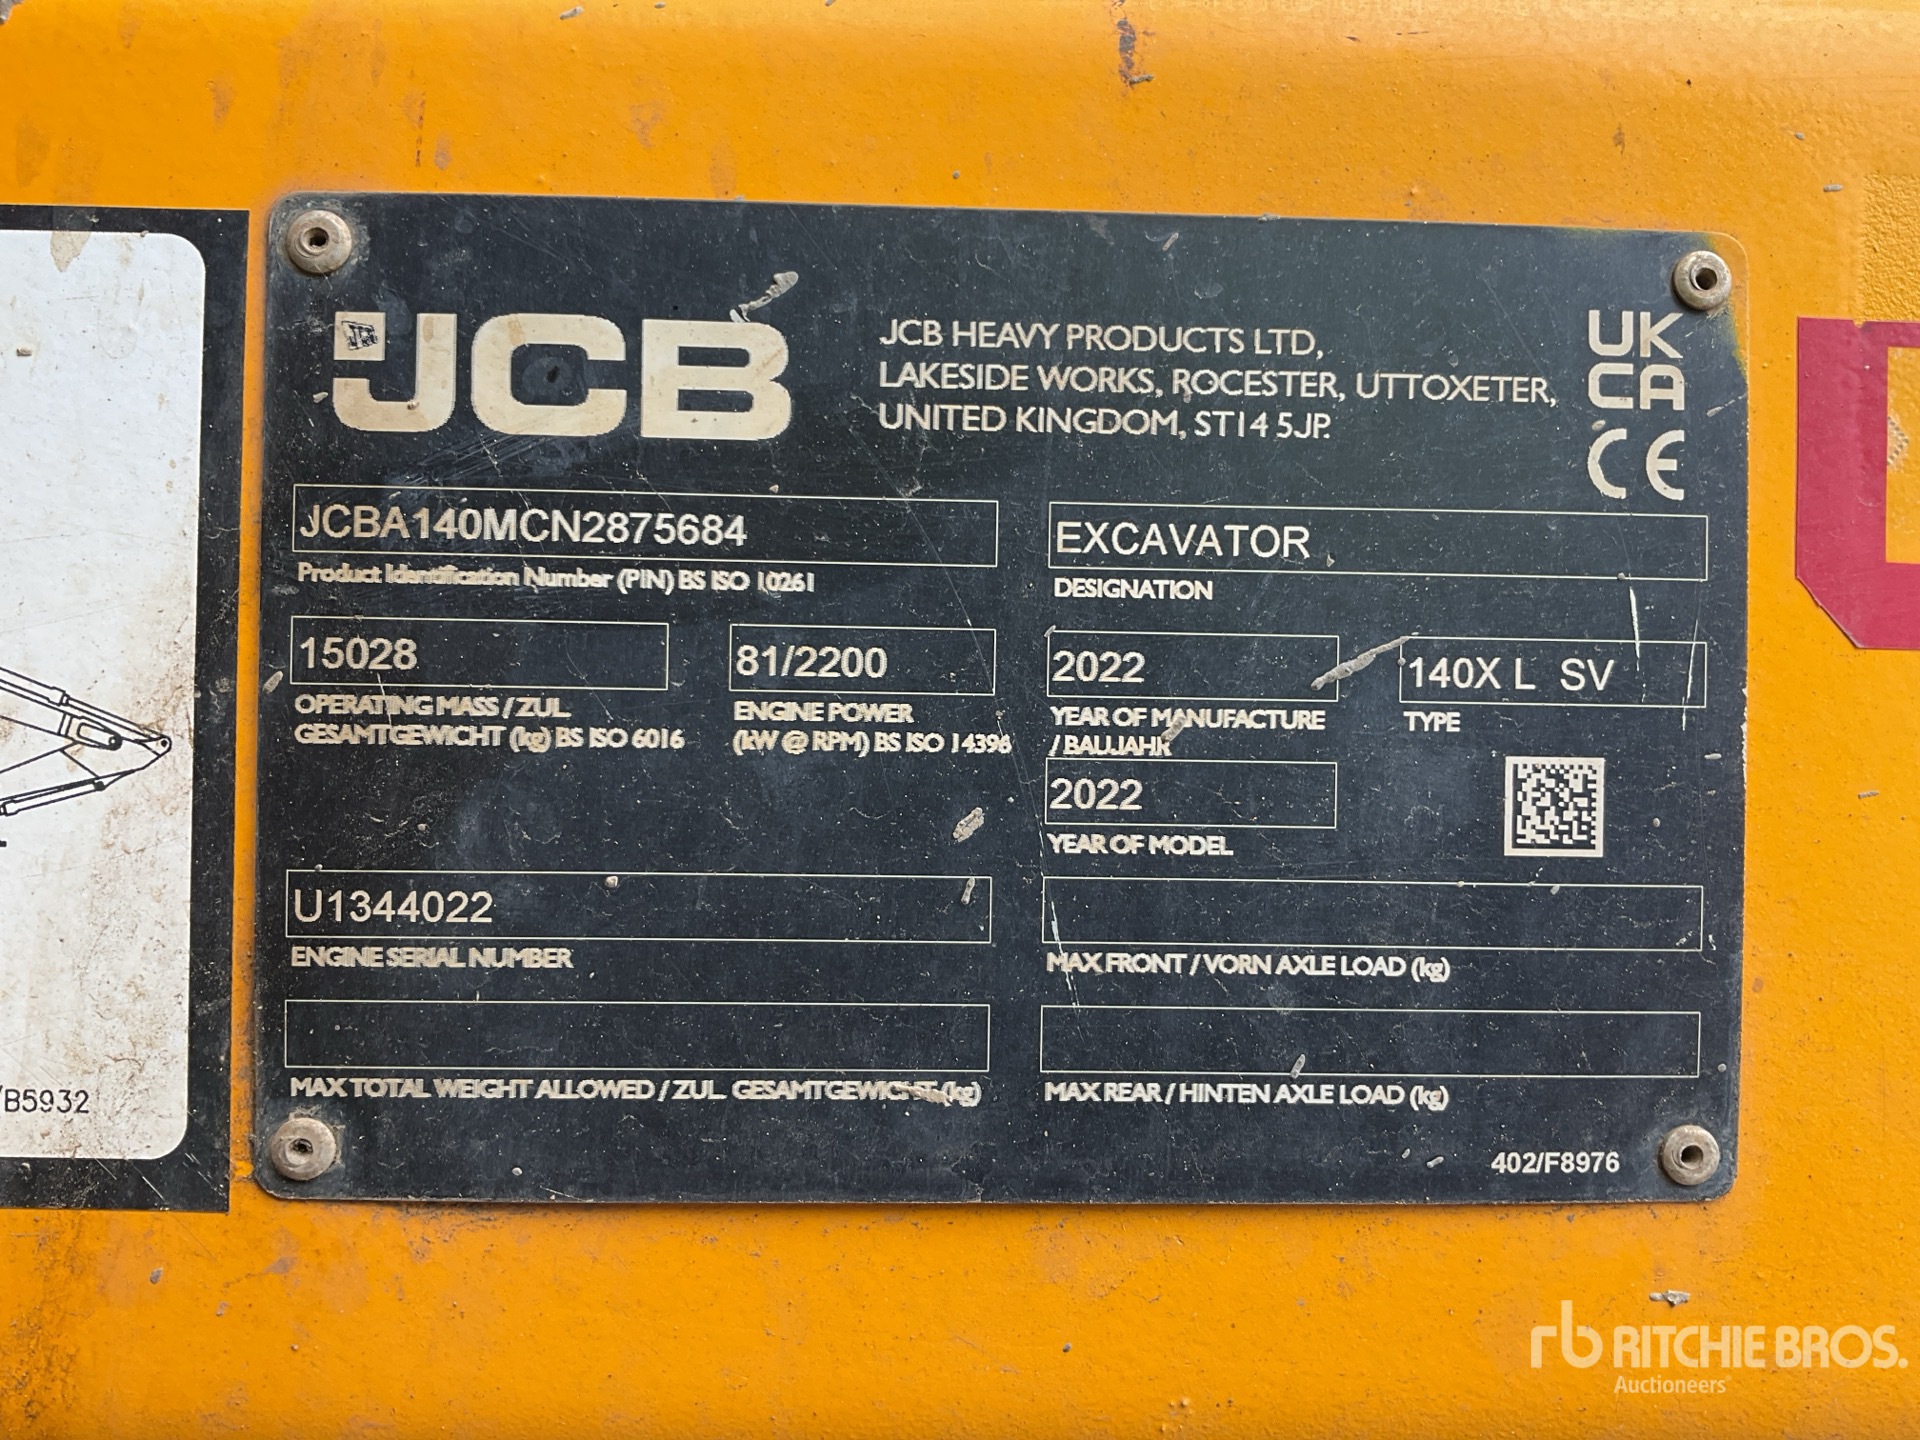 JCB
JCB HEAVY PRODUCTS LTD,
LAKESIDE WORKS, ROCESTER, UTTOXETER,
UNITED KINGDOM, ST14 5JP.
UK
CA
CE
JCBA140MCN2875684
Product Identification Number (PIN) BS ISO 10261
EXCAVATOR
DESIGNATION
15028
OPERATING MASS / ZUL.
GESAMTGEWICHT (kg) BS ISO 6016
81/2200
ENGINE POWER
(kW @ RPM) BS ISO 14396
2022
YEAR OF MANUFACTURE
/ BAUJAHR
140X L SV
TYPE
2022
YEAR OF MODEL
U1344022
ENGINE SERIAL NUMBER
MAX FRONT / VORN AXLE LOAD (kg)
MAX TOTAL WEIGHT ALLOWED / ZUL. GESAMTGEWICHT (kg)
MAX REAR / HINTEN AXLE LOAD (kg)
402/F8976
/B5932
rb RITCHIE BROS.
Auctioneers